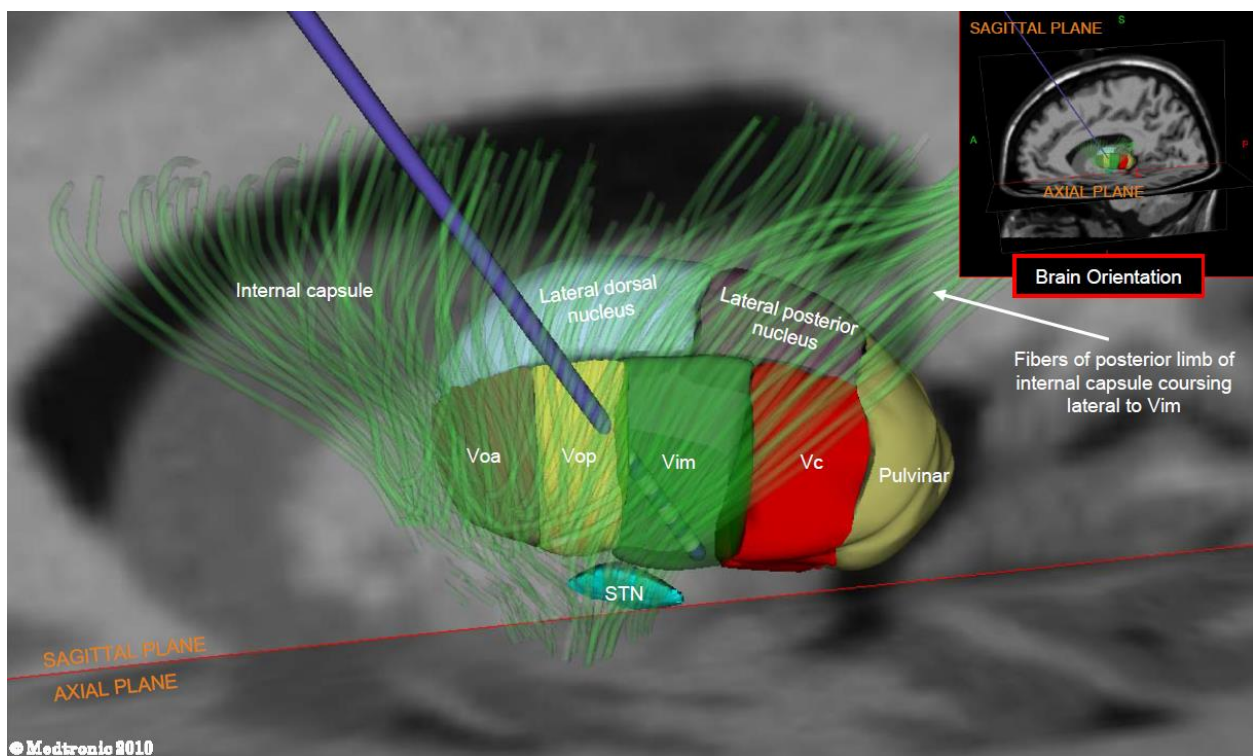 SAGITTAL PLANE
S
A
P
AXIAL PLANE
Brain Orientation
Internal capsule
Lateral dorsal
nucleus
Lateral posterior
nucleus
Fibers of posterior limb of
internal capsule coursing
lateral to Vim
Voa
Vop
Vim
Vc
Pulvinar
STN
SAGITTAL PLANE
AXIAL PLANE
© Medtronic 2010